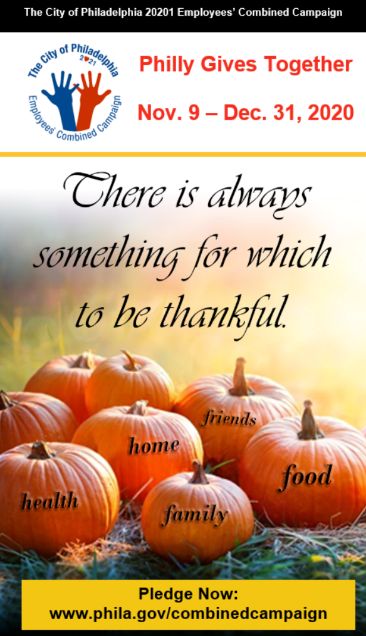 The City of Philadelphia 20201 Employees' Combined Campaign
The City of Philadelphia
2021
Employees' Combined Campaign
Philly Gives Together
Nov. 9 – Dec. 31, 2020
There is always
something for which
to be thankful.
friends
home
food
health
family
Pledge Now:
www.phila.gov/combinedcampaign